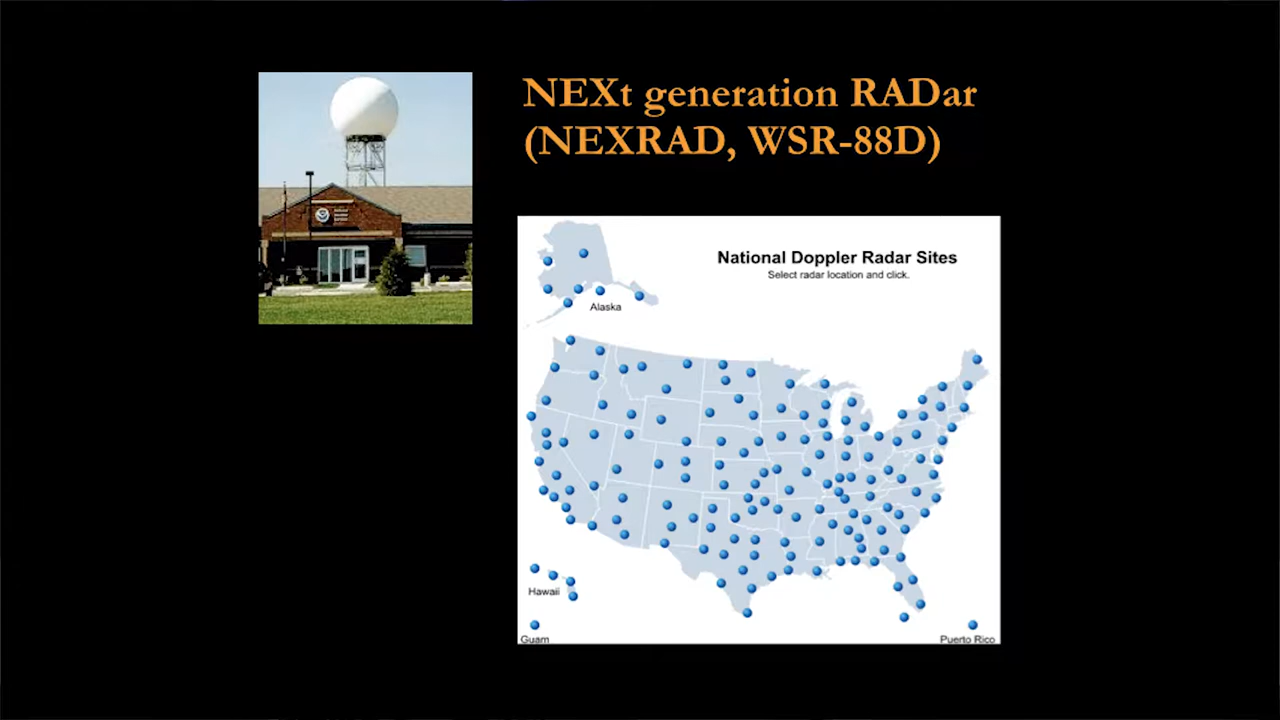 NEXt generation RADar
(NEXRAD, WSR-88D)
National Doppler Radar Sites
Select radar location and click.
Alaska
Hawaii
Guam
Puerto Rico